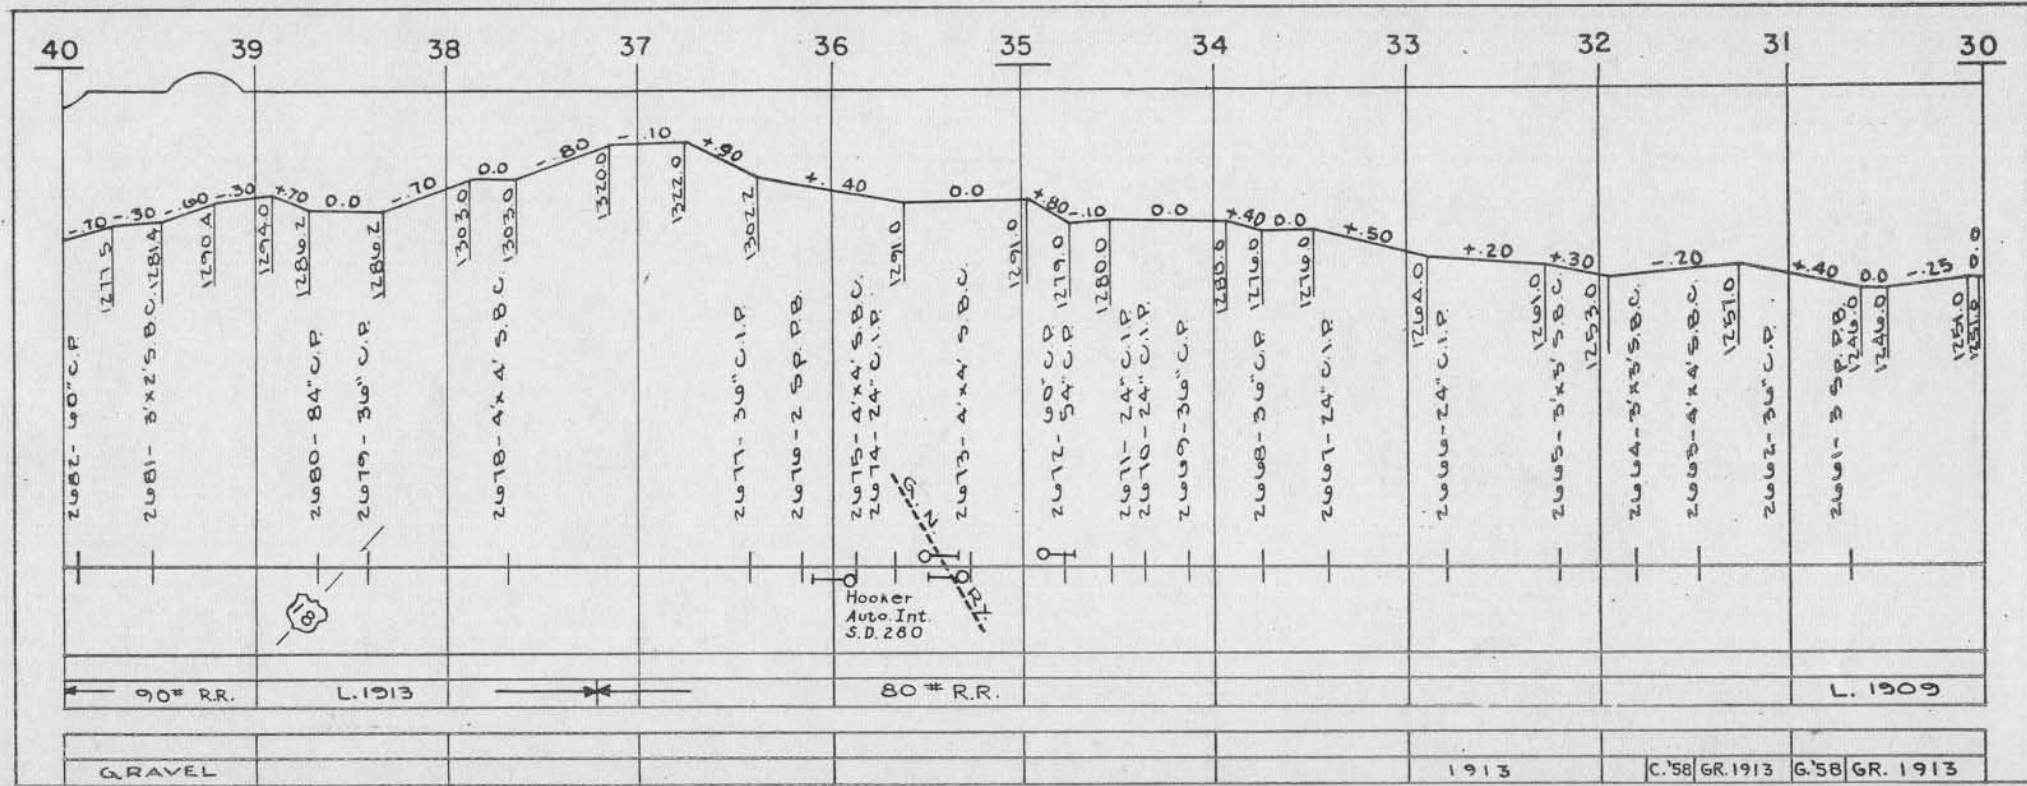 40 39 38 37 36 35 34 33 32 31 30
-.70 -.30 -.60 -.30 +.70 0.0 -.70 0.0 -.80 -.10 +.90 +.40 0.0 +.80 -.10 0.0 +.40 0.0 +.50 +.20 +.30 -.20 +.40 0.0 -.25 0.0
1277.5 1281.4 1290.4 1294.0 1286.2 1286.2 1303.0 1303.0 1320.0 1322.0 1302.2 1291.0 1291.0 1279.0 1280.0 1280.0 1276.0 1276.0 1264.0 1261.0 1253.0 1257.0 1246.0 1246.0 1251.0 1251.0
2682- 60" C.P.
2681- 3'x2' S.B.C.
2680- 84" C.P.
2679- 36" C.P.
2678- 4'x 4' S.B.C.
2677- 36" C.I.P.
2676- 2 SP. P.B.
2675- 4'x4' S.B.C.
2674- 24" C.I.P.
2673- 4'x4' S.B.C.
2672- 60" C.P.
54" C.P.
2671- 24" C.I.P.
2670- 24" C.I.P.
2669- 36" C.P.
2668- 36" C.P.
2667- 24" C.I.P.
2666- 24" C.I.P.
2665- 3'x3' S.B.C.
2664- 3'x3' S.B.C.
2663- 4'x4' S.B.C.
2662- 36" C.P.
2661- 3 SP. P.B.
G. N. RY.
18
Hooker
Auto. Int.
S.D. 280
90# R.R. L. 1913 80# R.R. L. 1909
GRAVEL 1913 C.'58 GR. 1913 G.'58 GR. 1913